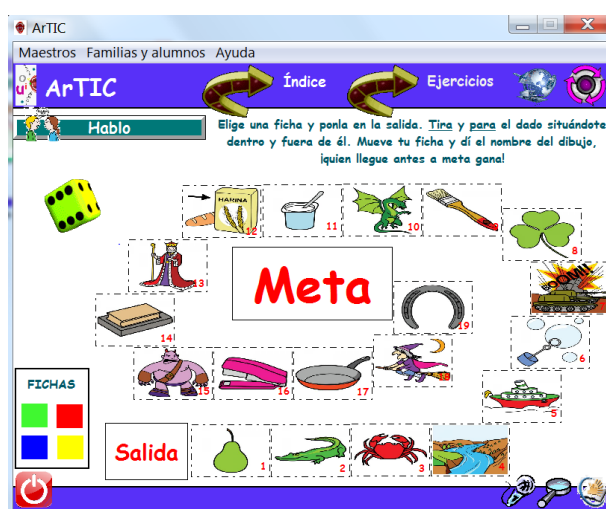 ArTIC
Maestros Familias y alumnos Ayuda
ArTIC
Índice
Ejercicios
Hablo
Elige una ficha y ponla en la salida. Tira y para el dado situándote
dentro y fuera de él. Mueve tu ficha y dí el nombre del dibujo,
¡quien llegue antes a meta gana!
HARINA
12
11
10
8
13
Meta
BOOM!!
14
19
6
15
16
17
5
FICHAS
Salida
1
2
3
4